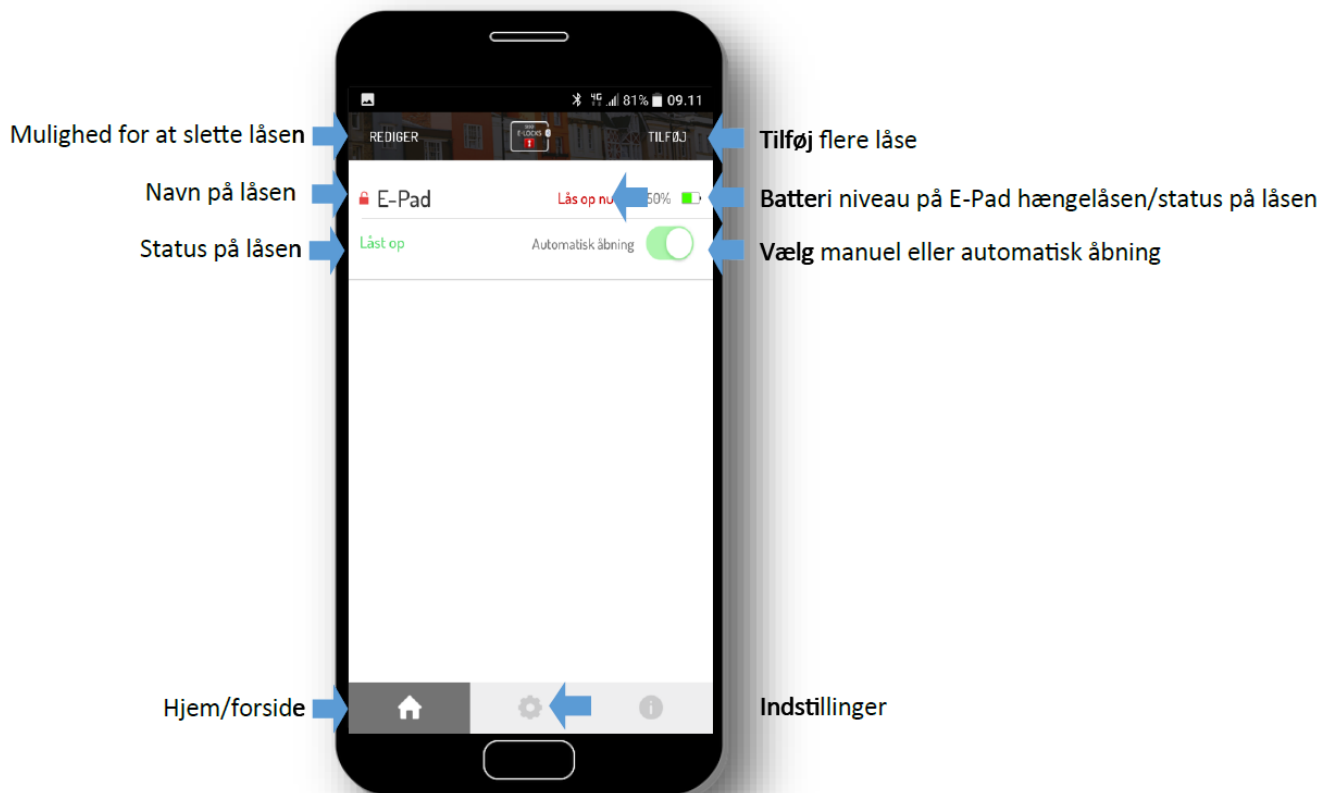 4G 81% 09.11
Mulighed for at slette låsen
REDIGER
E-LOCKS
TILFØJ
Tilføj flere låse
Navn på låsen
E-Pad
Lås op nu
50%
Batteri niveau på E-Pad hængelåsen/status på låsen
Status på låsen
Låst op
Automatisk åbning
Vælg manuel eller automatisk åbning
Hjem/forside
Indstillinger